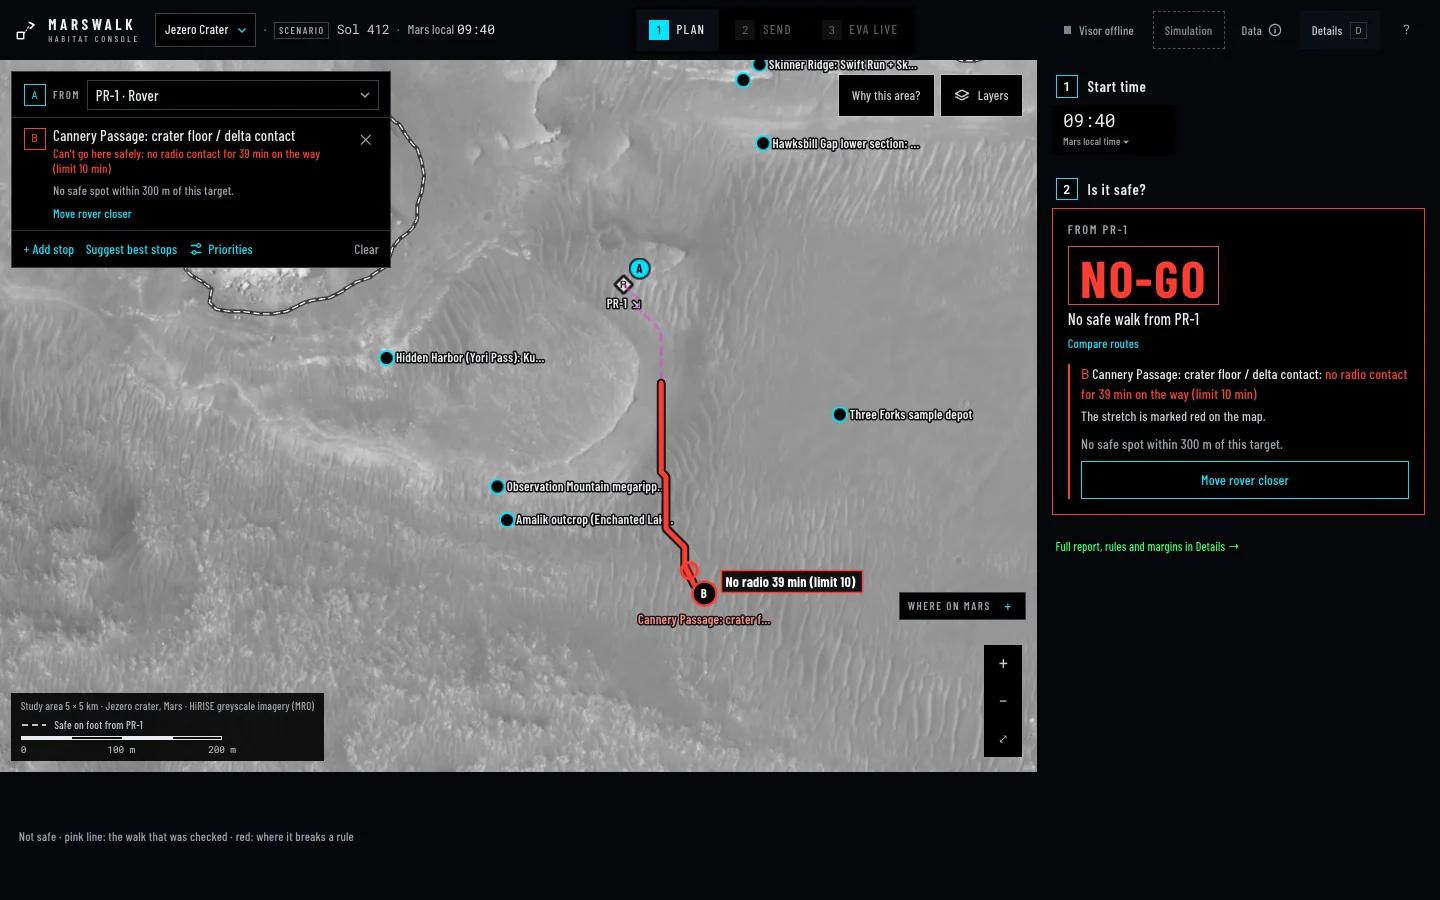 MARSWALK
HABITAT CONSOLE
Jezero Crater
· SCENARIO Sol 412 · Mars local 09:40
1 PLAN
2 SEND
3 EVA LIVE
Visor offline
Simulation
Data
Details D
?
A FROM PR-1 · Rover
B Cannery Passage: crater floor / delta contact
Can't go here safely: no radio contact for 39 min on the way
(limit 10 min)
No safe spot within 300 m of this target.
Move rover closer
+ Add stop Suggest best stops Priorities Clear
Skinner Ridge: Swift Run + Sk...
Why this area?
Layers
Hawksbill Gap lower section: ...
A
R
PR-1
Hidden Harbor (Yori Pass): Ku...
Three Forks sample depot
Observation Mountain megaripp...
Amalik outcrop (Enchanted Lak...
No radio 39 min (limit 10)
B
Cannery Passage: crater f...
WHERE ON MARS +
+
−
Study area 5 × 5 km · Jezero crater, Mars · HiRISE greyscale imagery (MRO)
Safe on foot from PR-1
0 100 m 200 m
Not safe · pink line: the walk that was checked · red: where it breaks a rule
1 Start time
09:40
Mars local time
2 Is it safe?
FROM PR-1
NO-GO
No safe walk from PR-1
Compare routes
B Cannery Passage: crater floor / delta contact: no radio contact
for 39 min on the way (limit 10 min)
The stretch is marked red on the map.
No safe spot within 300 m of this target.
Move rover closer
Full report, rules and margins in Details →